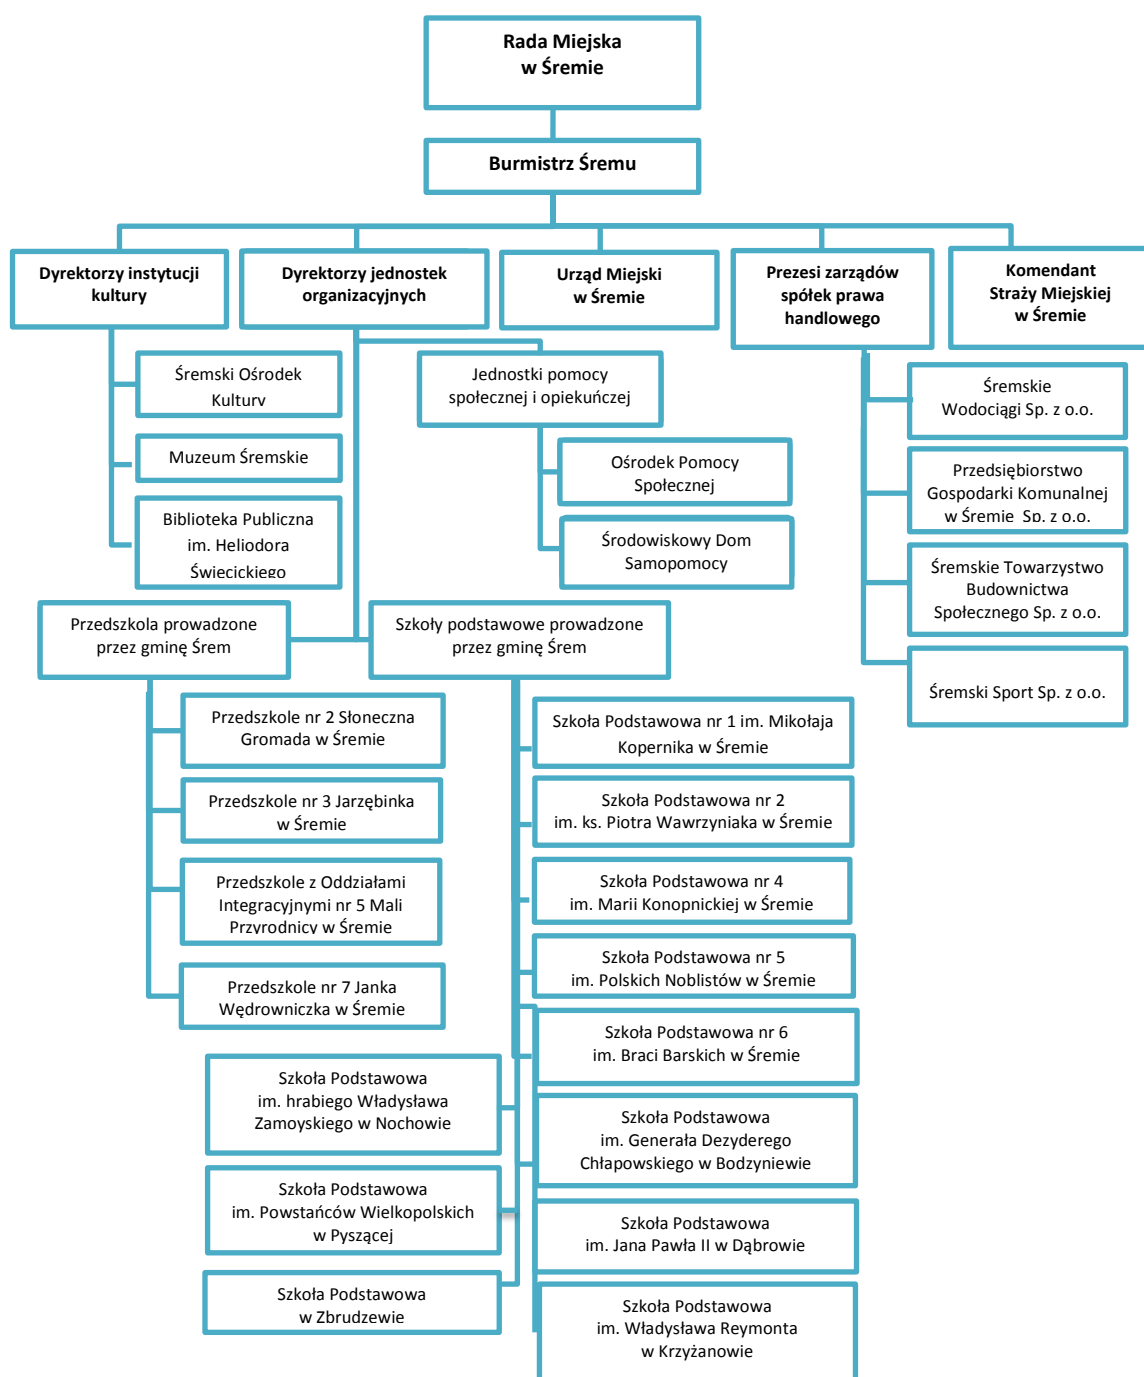 Rada Miejska
w Śremie
Burmistrz Śremu
Dyrektorzy instytucji
kultury
Dyrektorzy jednostek
organizacyjnych
Urząd Miejski
w Śremie
Prezesi zarządów
spółek prawa
handlowego
Komendant
Straży Miejskiej
w Śremie
Śremski Ośrodek
Kultury
Muzeum Śremskie
Biblioteka Publiczna
im. Heliodora
Święcickiego
Jednostki pomocy
społecznej i opiekuńczej
Ośrodek Pomocy
Społecznej
Środowiskowy Dom
Samopomocy
Śremskie
Wodociągi Sp. z o.o.
Przedsiębiorstwo
Gospodarki Komunalnej
w Śremie Sp. z o.o.
Śremskie Towarzystwo
Budownictwa
Społecznego Sp. z o.o.
Śremski Sport Sp. z o.o.
Przedszkola prowadzone
przez gminę Śrem
Szkoły podstawowe prowadzone
przez gminę Śrem
Przedszkole nr 2 Słoneczna
Gromada w Śremie
Przedszkole nr 3 Jarzębinka
w Śremie
Przedszkole z Oddziałami
Integracyjnymi nr 5 Mali
Przyrodnicy w Śremie
Przedszkole nr 7 Janka
Wędrowniczka w Śremie
Szkoła Podstawowa nr 1 im. Mikołaja
Kopernika w Śremie
Szkoła Podstawowa nr 2
im. ks. Piotra Wawrzyniaka w Śremie
Szkoła Podstawowa nr 4
im. Marii Konopnickiej w Śremie
Szkoła Podstawowa nr 5
im. Polskich Noblistów w Śremie
Szkoła Podstawowa nr 6
im. Braci Barskich w Śremie
Szkoła Podstawowa
im. hrabiego Władysława
Zamoyskiego w Nochowie
Szkoła Podstawowa
im. Generała Dezyderego
Chłapowskiego w Bodzyniewie
Szkoła Podstawowa
im. Powstańców Wielkopolskich
w Pyszącej
Szkoła Podstawowa
im. Jana Pawła II w Dąbrowie
Szkoła Podstawowa
w Zbrudzewie
Szkoła Podstawowa
im. Władysława Reymonta
w Krzyżanowie